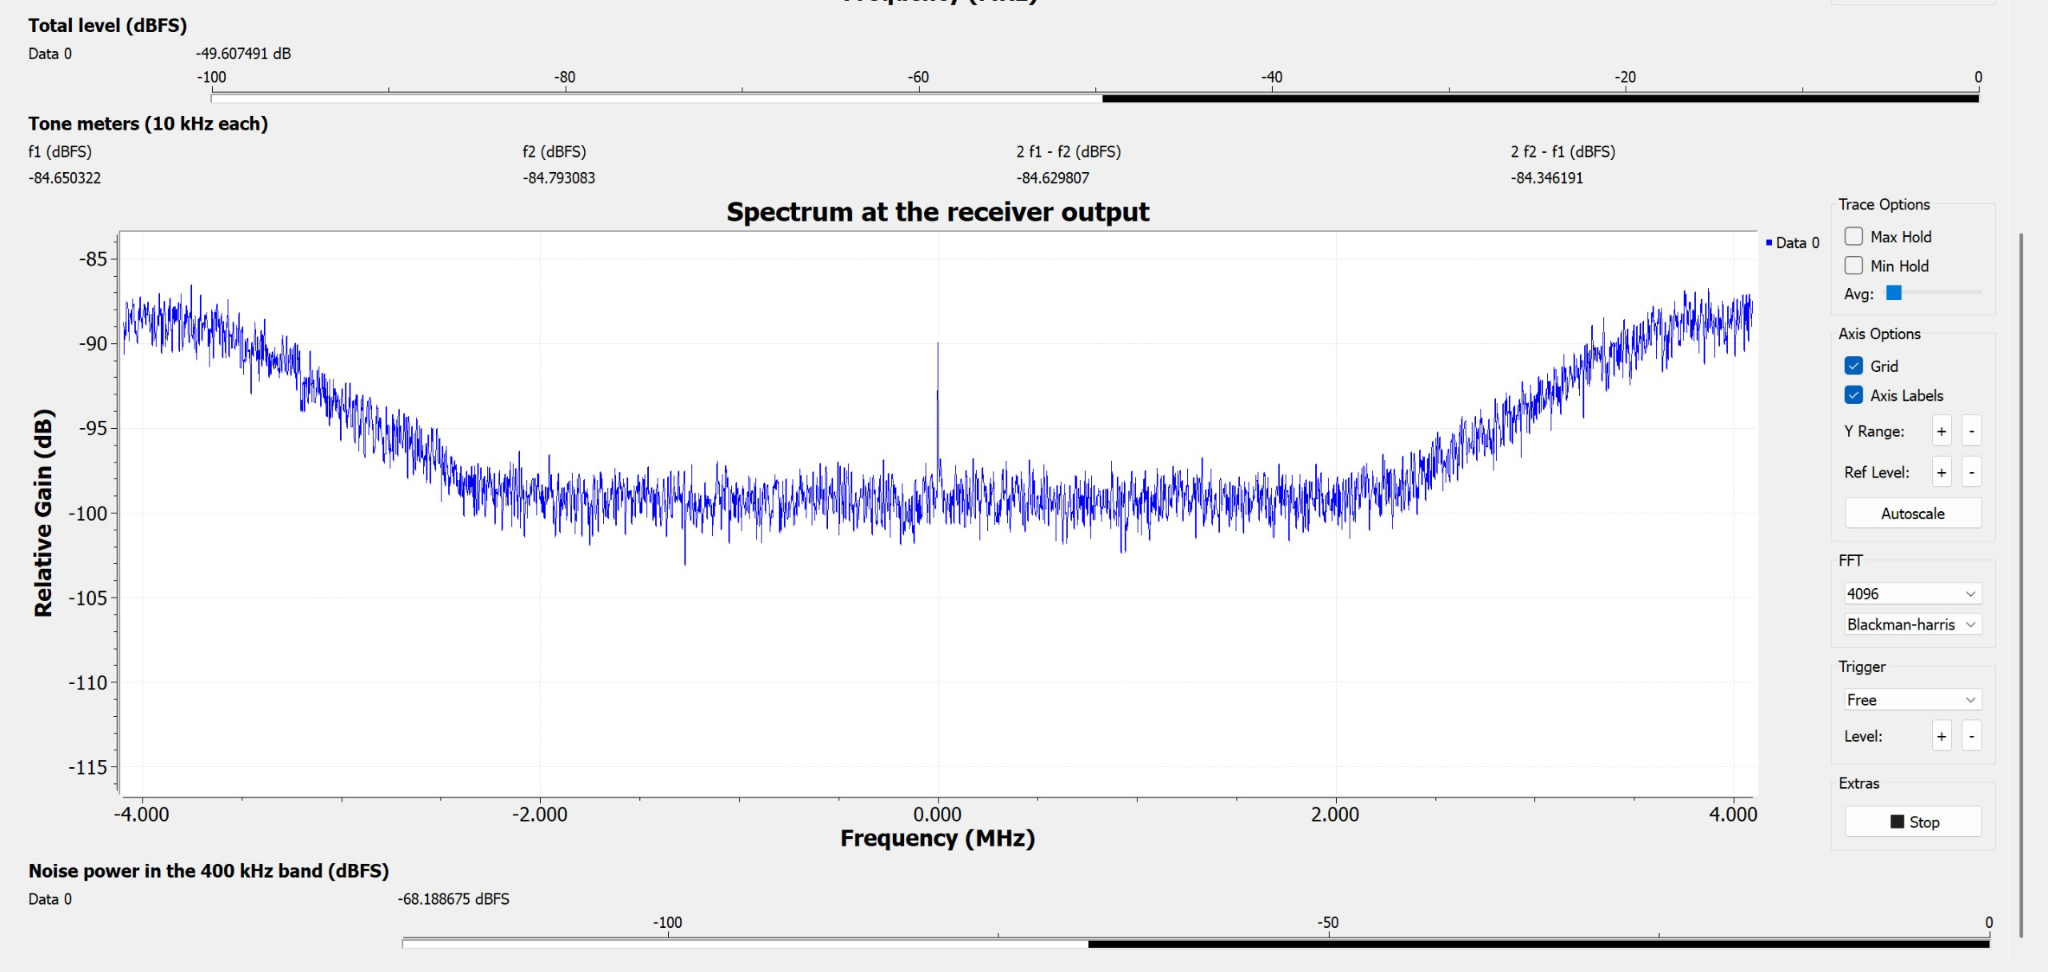 Frequency (MHz)
Total level (dBFS)
Data 0 -49.607491 dB
-100 -80 -60 -40 -20 0
Tone meters (10 kHz each)
f1 (dBFS) f2 (dBFS) 2 f1 - f2 (dBFS) 2 f2 - f1 (dBFS)
-84.650322 -84.793083 -84.629807 -84.346191
Spectrum at the receiver output
Data 0
Relative Gain (dB)
-85
-90
-95
-100
-105
-110
-115
-4.000 -2.000 0.000 2.000 4.000
Frequency (MHz)
Trace Options
Max Hold
Min Hold
Avg:
Axis Options
Grid
Axis Labels
Y Range: + -
Ref Level: + -
Autoscale
FFT
4096
Blackman-harris
Trigger
Free
Level: + -
Extras
Stop
Noise power in the 400 kHz band (dBFS)
Data 0 -68.188675 dBFS
-100 -50 0